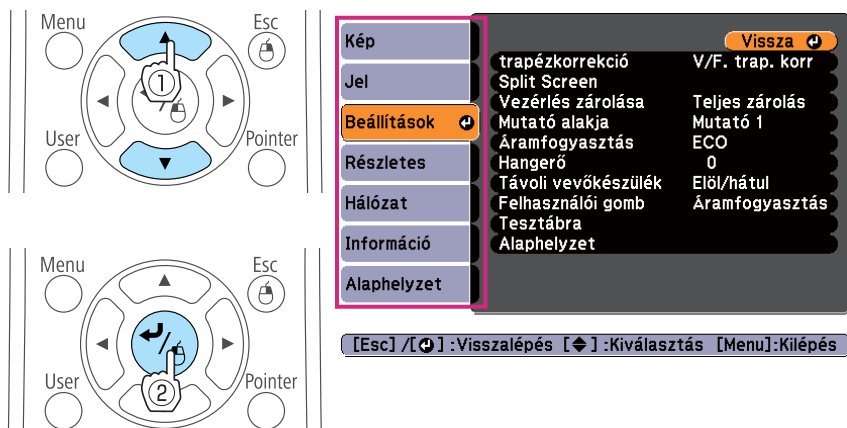 Menu
Esc
①
User
Pointer
Menu
Esc
User
②
Pointer
Kép
Jel
Beállítások
Részletes
Hálózat
Információ
Alaphelyzet
Vissza
trapézkorrekció V/F. trap. korr
Split Screen
Vezérlés zárolása Teljes zárolás
Mutató alakja Mutató 1
Áramfogyasztás ECO
Hangerő 0
Távoli vevőkészülék Elöl/hátul
Felhasználói gomb Áramfogyasztás
Tesztábra
Alaphelyzet
[Esc] /[ ] :Visszalépés [ ] :Kiválasztás [Menu]:Kilépés